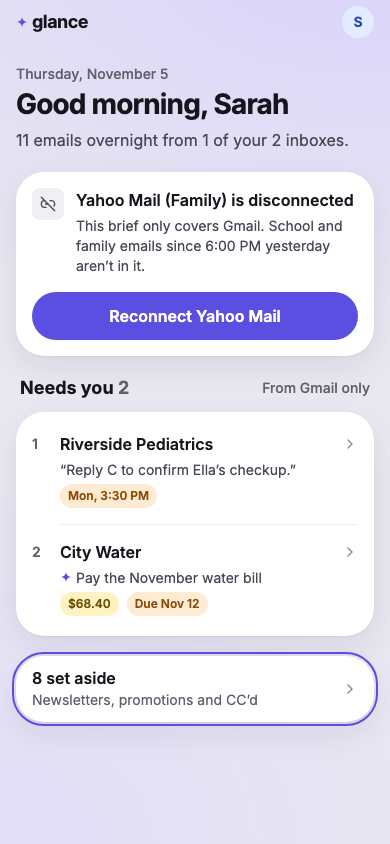 glance
S
Thursday, November 5
Good morning, Sarah
11 emails overnight from 1 of your 2 inboxes.
Yahoo Mail (Family) is disconnected
This brief only covers Gmail. School and
family emails since 6:00 PM yesterday
aren’t in it.
Reconnect Yahoo Mail
Needs you 2
From Gmail only
1
Riverside Pediatrics
“Reply C to confirm Ella’s checkup.”
Mon, 3:30 PM
2
City Water
Pay the November water bill
$68.40
Due Nov 12
8 set aside
Newsletters, promotions and CC’d